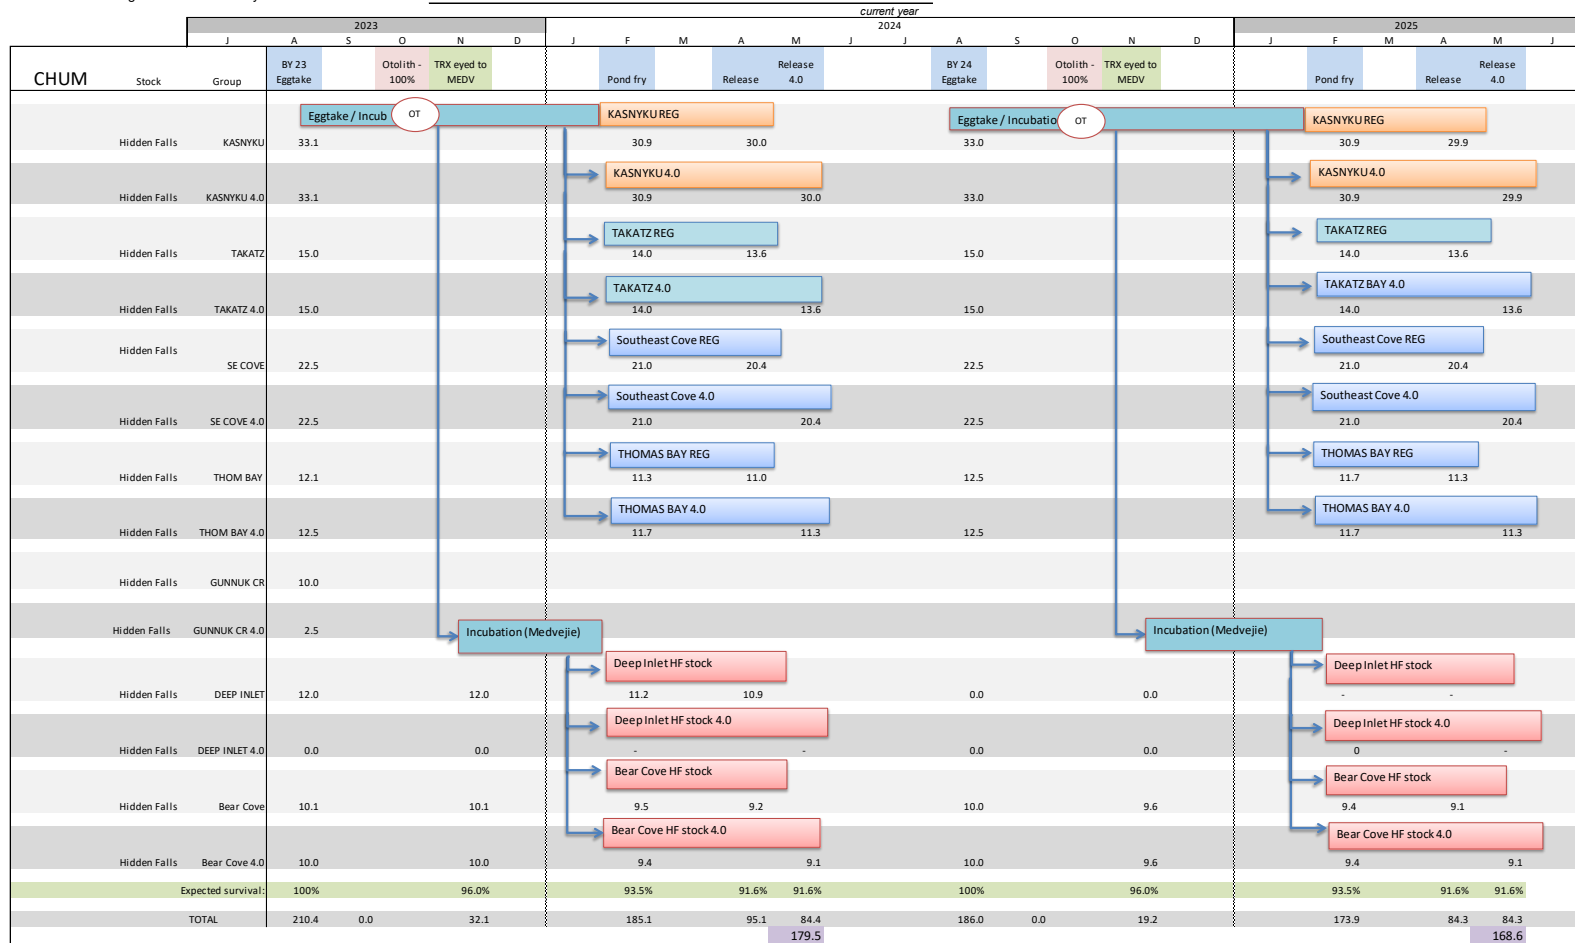 current year
2023 2024 2025
J A S O N D J F M A M J J A S O N D J F M A M J
CHUM Stock Group BY 23 Eggtake Otolith - 100% TRX eyed to MEDV Pond fry Release Release 4.0 BY 24 Eggtake Otolith - 100% TRX eyed to MEDV Pond fry Release Release 4.0
Eggtake / Incub OT KASNYKU REG Eggtake / Incubatio OT KASNYKU REG
Hidden Falls KASNYKU 33.1 30.9 30.0 33.0 30.9 29.9
KASNYKU 4.0 KASNYKU 4.0
Hidden Falls KASNYKU 4.0 33.1 30.9 30.0 33.0 30.9 29.9
TAKATZ REG TAKATZ REG
Hidden Falls TAKATZ 15.0 14.0 13.6 15.0 14.0 13.6
TAKATZ 4.0 TAKATZ BAY 4.0
Hidden Falls TAKATZ 4.0 15.0 14.0 13.6 15.0 14.0 13.6
Southeast Cove REG Southeast Cove REG
Hidden Falls
SE COVE 22.5 21.0 20.4 22.5 21.0 20.4
Southeast Cove 4.0 Southeast Cove 4.0
Hidden Falls SE COVE 4.0 22.5 21.0 20.4 22.5 21.0 20.4
THOMAS BAY REG THOMAS BAY REG
Hidden Falls THOM BAY 12.1 11.3 11.0 12.5 11.7 11.3
THOMAS BAY 4.0 THOMAS BAY 4.0
Hidden Falls THOM BAY 4.0 12.5 11.7 11.3 12.5 11.7 11.3
Hidden Falls GUNNUK CR 10.0
Hidden Falls GUNNUK CR 4.0 2.5 Incubation (Medvejie) Incubation (Medvejie)
Deep Inlet HF stock Deep Inlet HF stock
Hidden Falls DEEP INLET 12.0 12.0 11.2 10.9 0.0 0.0 - -
Deep Inlet HF stock 4.0 Deep Inlet HF stock 4.0
Hidden Falls DEEP INLET 4.0 0.0 0.0 - - 0.0 0.0 0 -
Bear Cove HF stock Bear Cove HF stock
Hidden Falls Bear Cove 10.1 10.1 9.5 9.2 10.0 9.6 9.4 9.1
Bear Cove HF stock 4.0 Bear Cove HF stock 4.0
Hidden Falls Bear Cove 4.0 10.0 10.0 9.4 9.1 10.0 9.6 9.4 9.1
Expected survival: 100% 96.0% 93.5% 91.6% 91.6% 100% 96.0% 93.5% 91.6% 91.6%
TOTAL 210.4 0.0 32.1 185.1 95.1 84.4 186.0 0.0 19.2 173.9 84.3 84.3
179.5 168.6